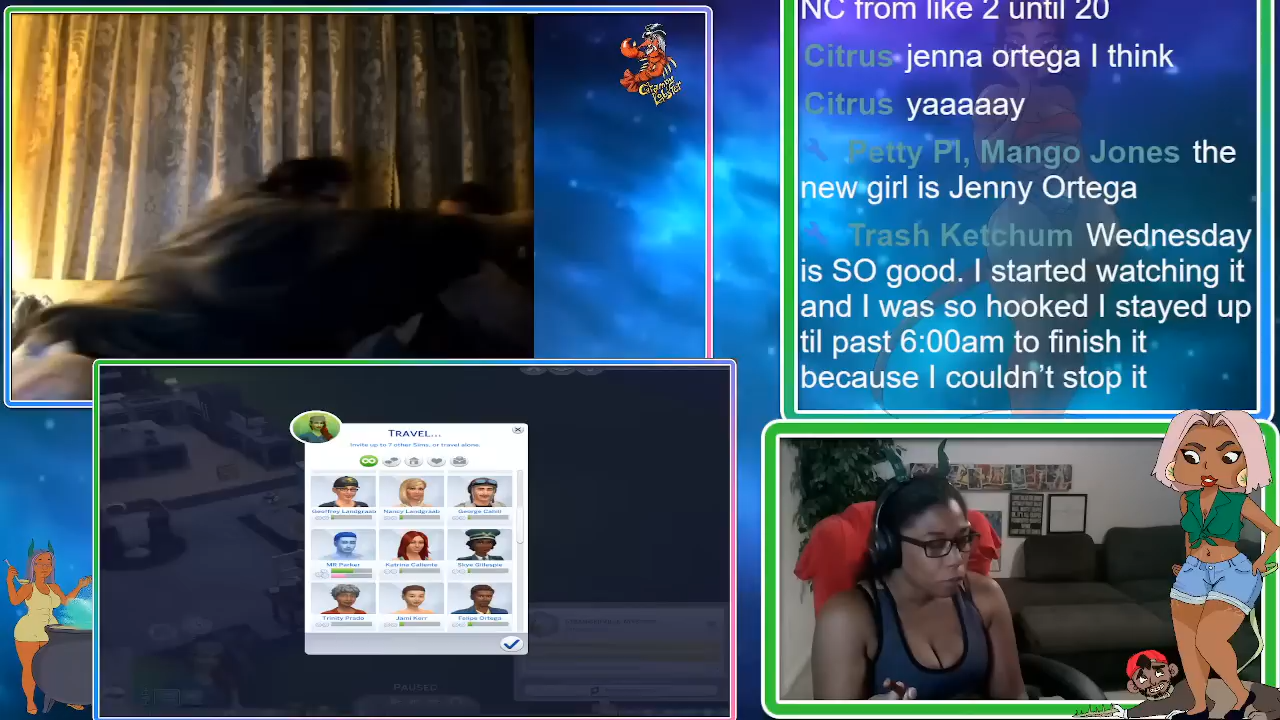 Grampy
Lobster
NC from like 2 until 20
Citrus jenna ortega I think
Citrus yaaaaay
Petty Pl, Mango Jones the
new girl is Jenny Ortega
Trash Ketchum Wednesday
is SO good. I started watching it
and I was so hooked I stayed up
til past 6:00am to finish it
because I couldn't stop it
TRAVEL...
Invite up to 7 other Sims, or travel alone.
Geoffrey Landgraab Nancy Landgraab George Cahill
MR Parker Katrina Caliente Skye Gillespie
Trinity Prado Jami Kerr Felipe Ortega
PAUSED